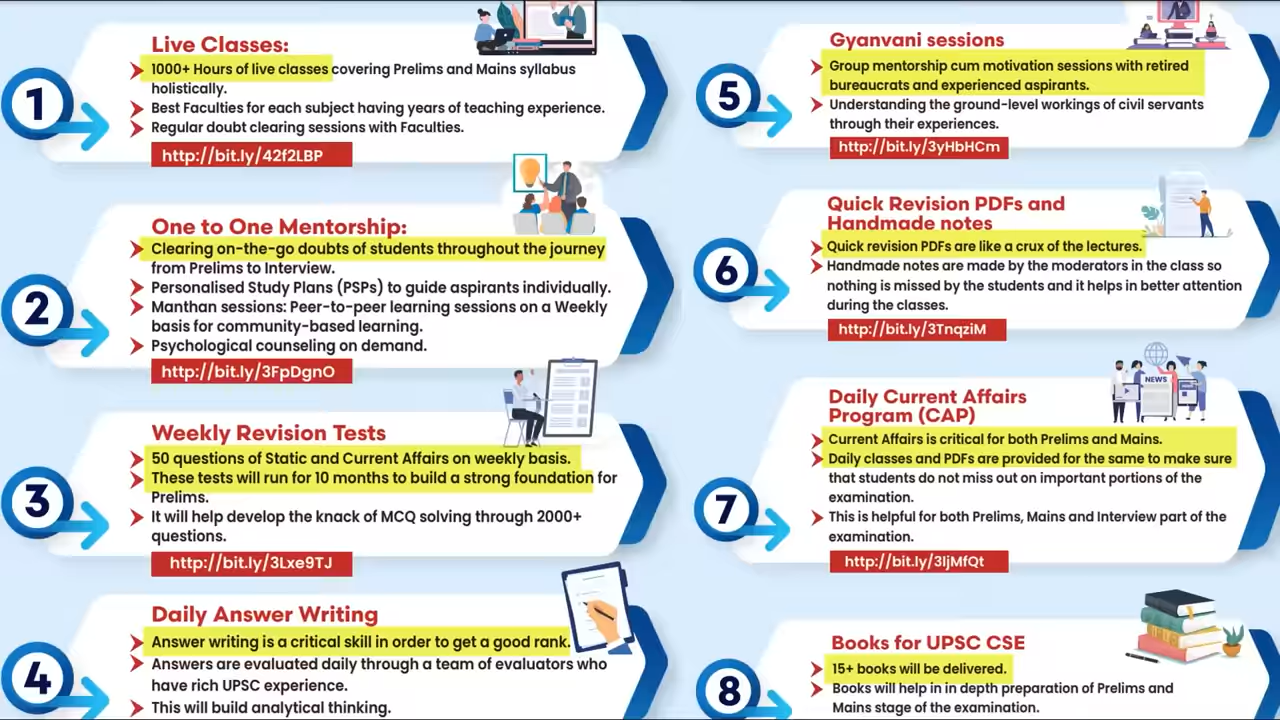 1
Live Classes:
1000+ Hours of live classes covering Prelims and Mains syllabus
holistically.
Best Faculties for each subject having years of teaching experience.
Regular doubt clearing sessions with Faculties.
http://bit.ly/42f2LBP
2
One to One Mentorship:
Clearing on-the-go doubts of students throughout the journey
from Prelims to Interview.
Personalised Study Plans (PSPs) to guide aspirants individually.
Manthan sessions: Peer-to-peer learning sessions on a Weekly
basis for community-based learning.
Psychological counseling on demand.
http://bit.ly/3FpDgnO
3
Weekly Revision Tests
50 questions of Static and Current Affairs on weekly basis.
These tests will run for 10 months to build a strong foundation for
Prelims.
It will help develop the knack of MCQ solving through 2000+
questions.
http://bit.ly/3Lxe9TJ
4
Daily Answer Writing
Answer writing is a critical skill in order to get a good rank.
Answers are evaluated daily through a team of evaluators who
have rich UPSC experience.
This will build analytical thinking.
5
Gyanvani sessions
Group mentorship cum motivation sessions with retired
bureaucrats and experienced aspirants.
Understanding the ground-level workings of civil servants
through their experiences.
http://bit.ly/3yHbHCm
6
Quick Revision PDFs and
Handmade notes
Quick revision PDFs are like a crux of the lectures.
Handmade notes are made by the moderators in the class so
nothing is missed by the students and it helps in better attention
during the classes.
http://bit.ly/3TnqziM
7
Daily Current Affairs
Program (CAP)
NEWS
Current Affairs is critical for both Prelims and Mains.
Daily classes and PDFs are provided for the same to make sure
that students do not miss out on important portions of the
examination.
This is helpful for both Prelims, Mains and Interview part of the
examination.
http://bit.ly/3IjMfQt
8
Books for UPSC CSE
15+ books will be delivered.
Books will help in in depth preparation of Prelims and
Mains stage of the examination.